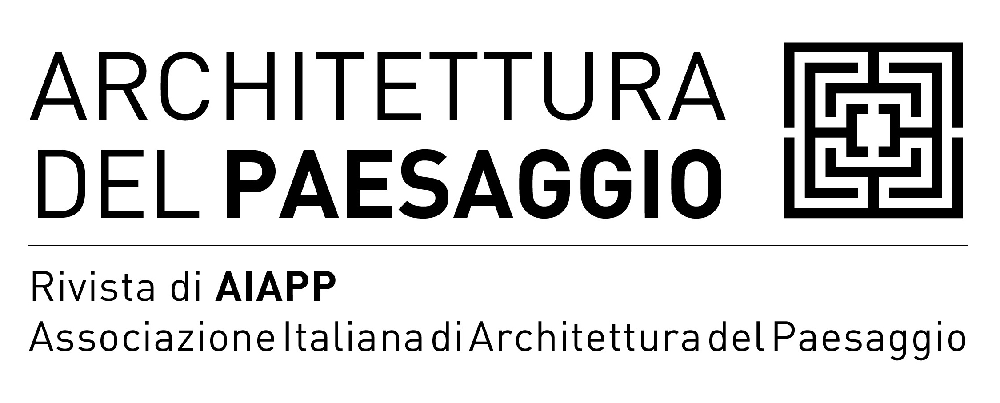 ARCHITETTURA
DEL PAESAGGIO
Rivista di AIAPP
Associazione Italiana di Architettura del Paesaggio